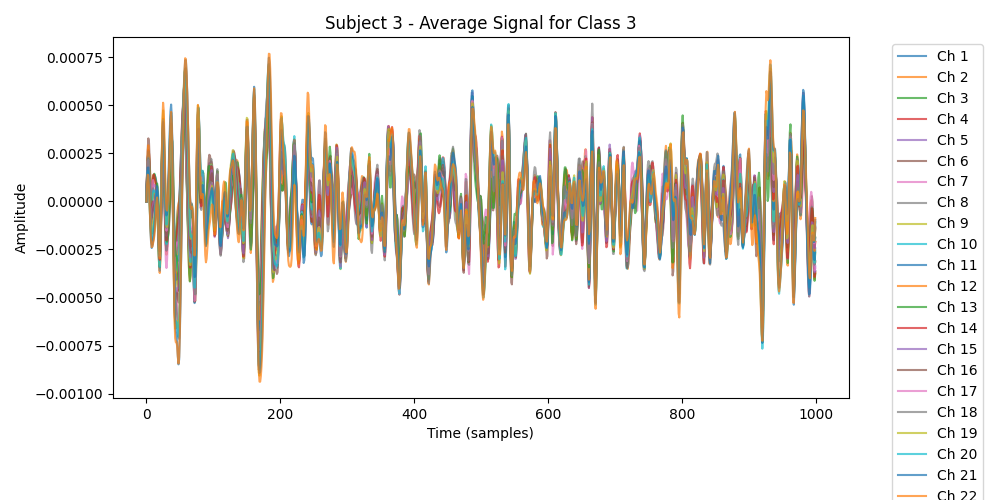 Subject 3 - Average Signal for Class 3
Amplitude
0.00075
0.00050
0.00025
0.00000
−0.00025
−0.00050
−0.00075
−0.00100
0
200
400
600
800
1000
Time (samples)
Ch 1
Ch 2
Ch 3
Ch 4
Ch 5
Ch 6
Ch 7
Ch 8
Ch 9
Ch 10
Ch 11
Ch 12
Ch 13
Ch 14
Ch 15
Ch 16
Ch 17
Ch 18
Ch 19
Ch 20
Ch 21
Ch 22